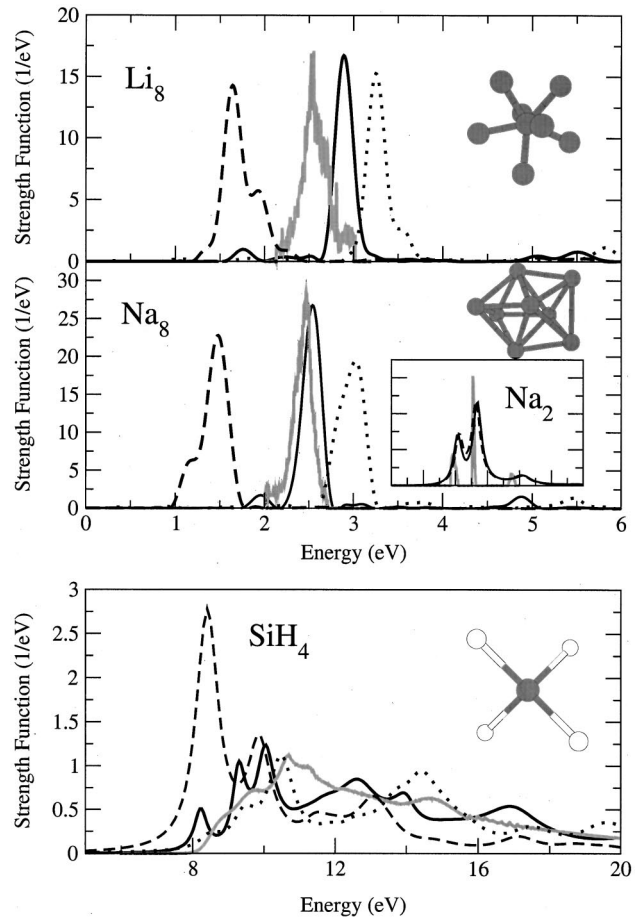 20
15
10
5
0
Strength Function (1/eV)
Li8
30
25
20
15
10
5
0
Strength Function (1/eV)
Na8
Na2
0 1 2 3 4 5 6
Energy (eV)
3
2.5
2
1.5
1
0.5
0
Strength Function (1/eV)
SiH4
8 12 16 20
Energy (eV)